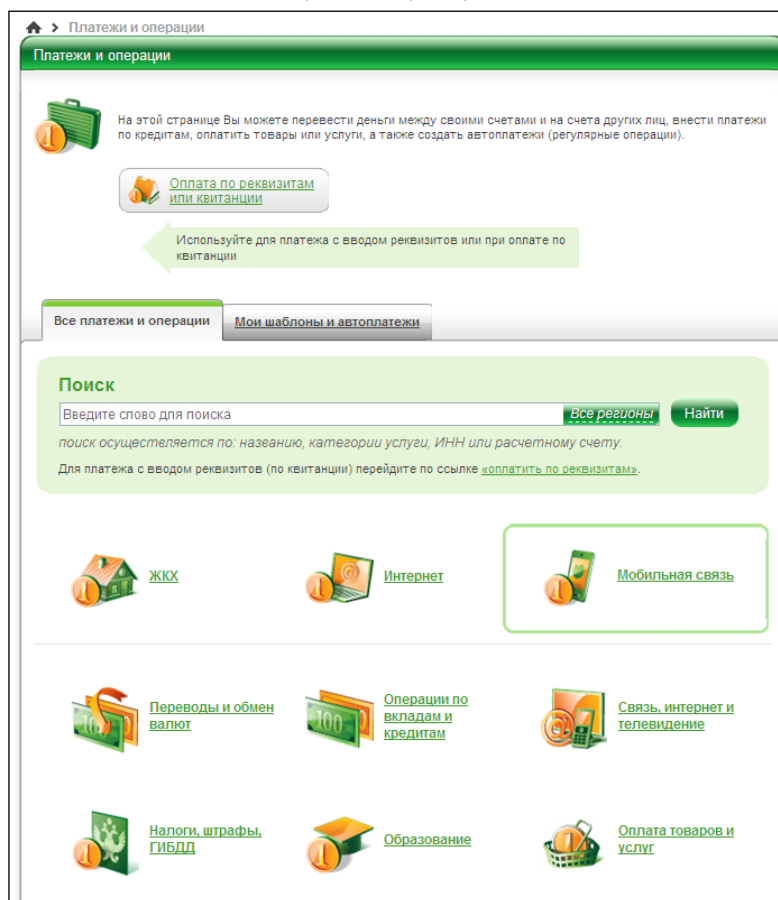 Платежи и операции
Платежи и операции
На этой странице Вы можете перевести деньги между своими счетами и на счета других лиц, внести платежи
по кредитам, оплатить товары или услуги, а также создать автоплатежи (регулярные операции).
Оплата по реквизитам
или квитанции
Используйте для платежа с вводом реквизитов или при оплате по
квитанции
Все платежи и операции
Мои шаблоны и автоплатежи
Поиск
Введите слово для поиска
Все регионы
Найти
поиск осуществляется по: названию, категории услуги, ИНН или расчетному счету.
Для платежа с вводом реквизитов (по квитанции) перейдите по ссылке «оплатить по реквизитам».
ЖКХ
Интернет
Мобильная связь
Переводы и обмен
валют
Операции по
вкладам и
кредитам
Связь, интернет и
телевидение
Налоги, штрафы,
ГИБДД
Образование
Оплата товаров и
услуг